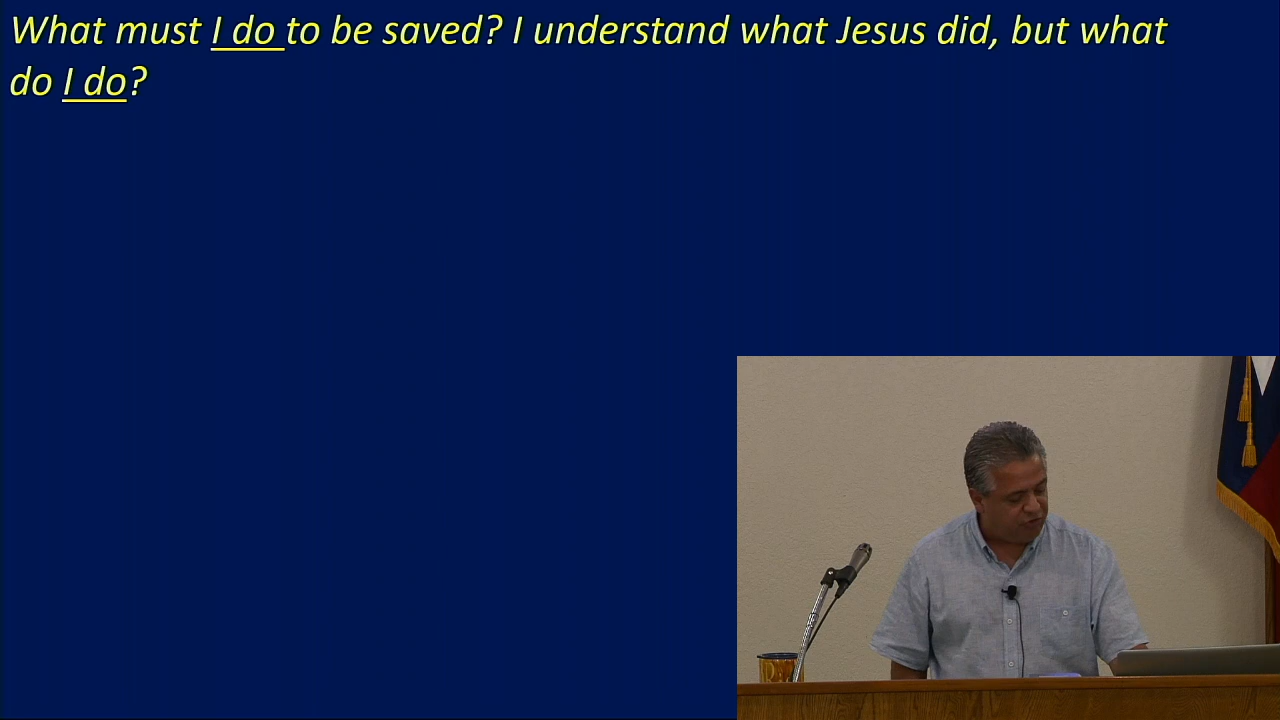 What must I do to be saved? I understand what Jesus did, but what
do I do?